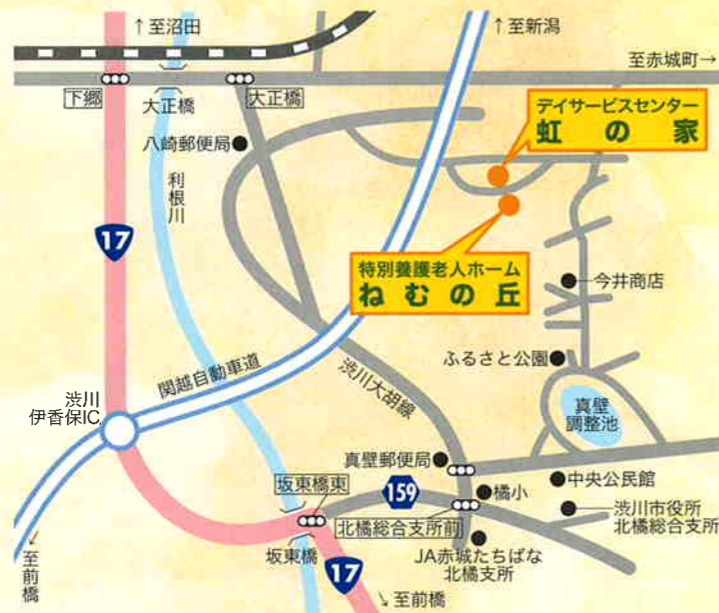 ↑至沼田
↑至新潟
至赤城町→
下郷
大正橋
大正橋
デイサービスセンター
虹の家
八崎郵便局
利根川
17
特別養護老人ホーム
ねむの丘
今井商店
関越自動車道
渋川大胡線
ふるさと公園
渋川
伊香保IC
真壁
調整池
真壁郵便局
坂東橋東
159
橘小
中央公民館
渋川市役所
北橘総合支所
北橘総合支所前
坂東橋
JA赤城たちばな
北橘支所
↙至前橋
17
↘至前橋